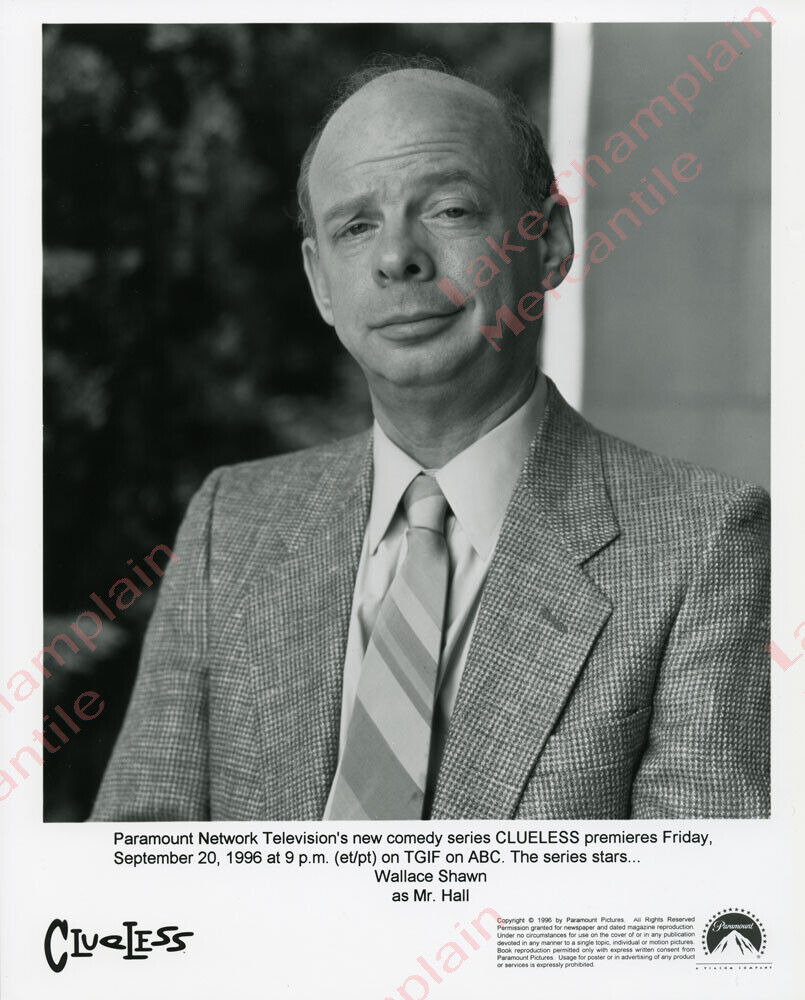 Lake Champlain
Mercantile
Champlain
cantile
Lake
Paramount Network Television's new comedy series CLUELESS premieres Friday,
September 20, 1996 at 9 p.m. (et/pt) on TGIF on ABC. The series stars...
Wallace Shawn
as Mr. Hall
CLUELESS
Copyright © 1996 by Paramount Pictures. All Rights Reserved
Permission granted for newspaper and dated magazine reproduction.
Under no circumstances for use on the cover of or in any publication
devoted in any manner to a single topic, individual or motion pictures.
Book reproduction permitted only with express written consent from
Paramount Pictures. Usage for poster or in advertising of any product
or services is expressly prohibited.
Paramount
A VIACOM COMPANY
champlain